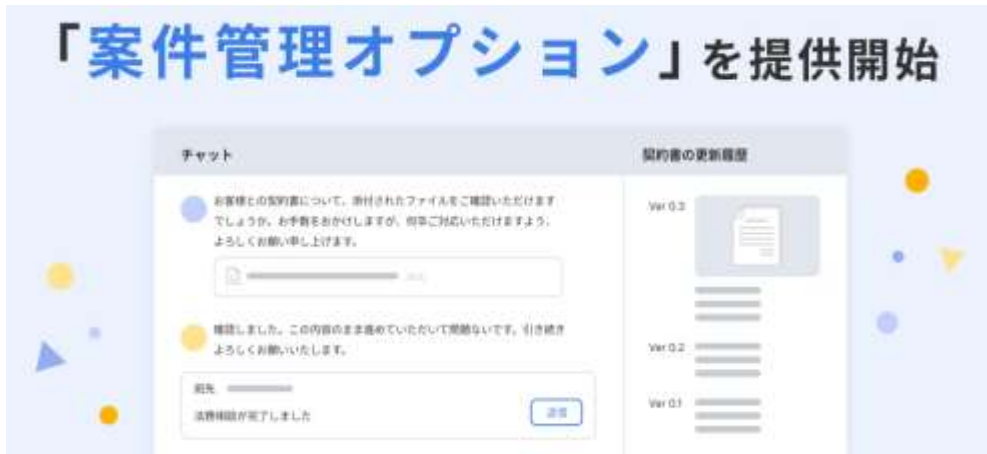 「案件管理オプション」を提供開始
チャット
契約書の更新履歴
お客様との契約書について、添付されたファイルをご確認いただけます
でしょうか。お手数をおかけしますが、何卒ご対応いただけますよう、
よろしくお願い申し上げます。
確認しました。この内容のまま進めていただいて問題ないです。引き続き
よろしくお願いいたします。
宛先
法務相談が完了しました
送信
Ver 0.3
Ver 0.2
Ver 0.1